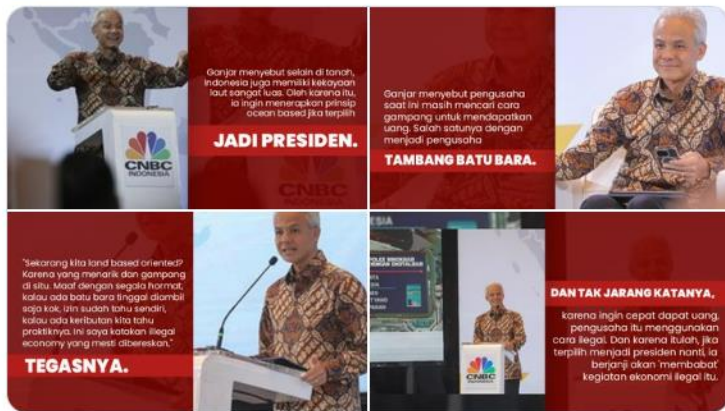 Ganjar menyebut selain di tanah,
Indonesia juga memiliki kekayaan
laut sangat luas. Oleh karena itu,
ia ingin menerapkan prinsip
ocean based jika terpilih
JADI PRESIDEN.
CNBC
INDONESIA
CNBC
INDONESIA
Ganjar menyebut pengusaha
saat ini masih mencari cara
gampang untuk mendapatkan
uang. Salah satunya dengan
menjadi pengusaha
TAMBANG BATU BARA.
"Sekarang kita land based oriented?
Karena yang menarik dan gampang
di situ. Maaf dengan segala hormat,
kalau ada batu bara tinggal diambil
saja kok, izin sudah tahu sendiri,
kalau ada keributan kita tahu
praktiknya. Ini saya katakan illegal
economy yang mesti dibereskan,"
TEGASNYA.
CNBC
INDONESIA
DAN TAK JARANG KATANYA,
karena ingin cepat dapat uang,
pengusaha itu menggunakan
cara ilegal. Dan karena itulah, jika
terpilih menjadi presiden nanti, ia
berjanji akan 'membabat'
kegiatan ekonomi ilegal itu.